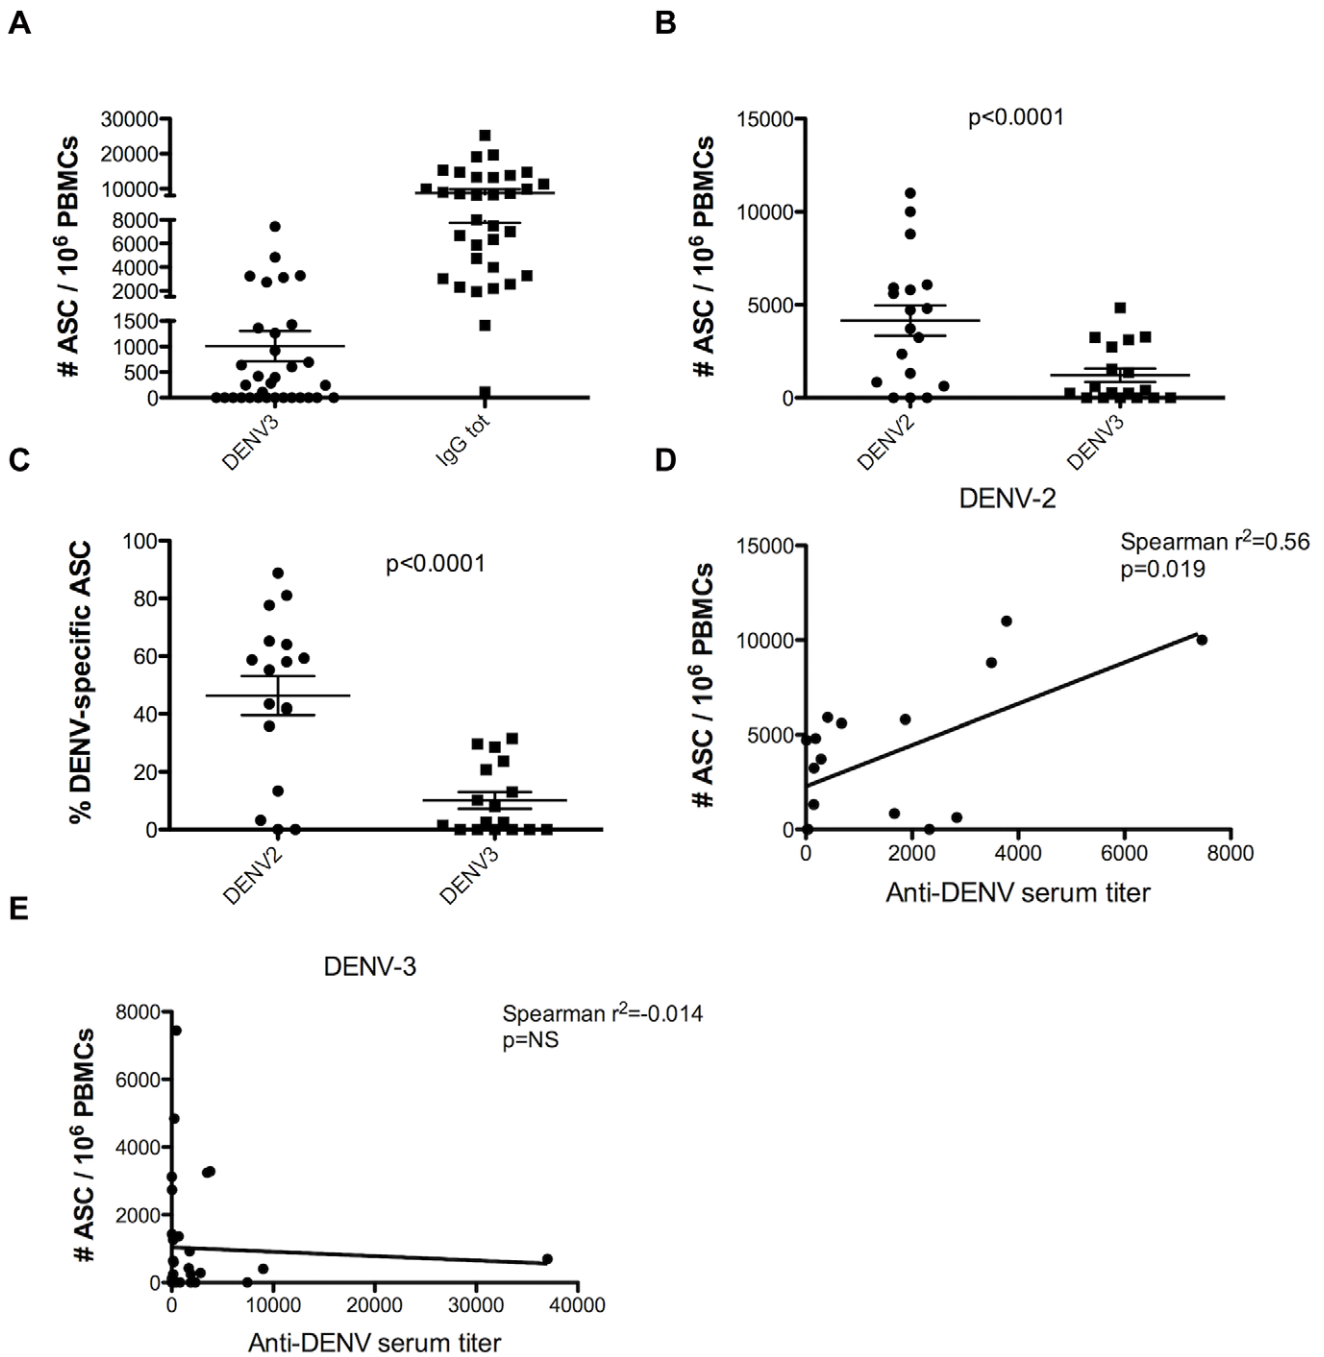 A
# ASC / 10⁶ PBMCs
30000
20000
10000
8000
6000
4000
2000
1500
1000
500
0
DENV3
IgG tot
B
# ASC / 10⁶ PBMCs
p<0.0001
15000
10000
5000
0
DENV2
DENV3
C
% DENV-specific ASC
p<0.0001
100
80
60
40
20
0
DENV2
DENV3
D
DENV-2
Spearman r²=0.56
p=0.019
# ASC / 10⁶ PBMCs
15000
10000
5000
0
0 2000 4000 6000 8000
Anti-DENV serum titer
E
DENV-3
Spearman r²=-0.014
p=NS
# ASC / 10⁶ PBMCs
8000
6000
4000
2000
0
0 10000 20000 30000 40000
Anti-DENV serum titer